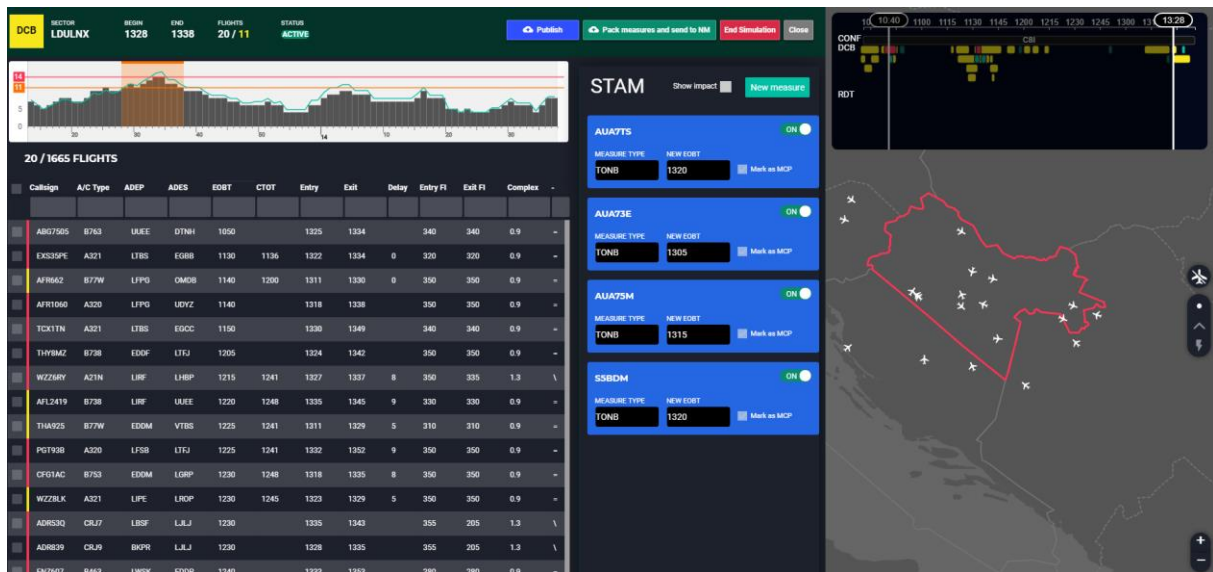 DCB
SECTOR BEGIN END FLIGHTS STATUS
LDULNX 1328 1338 20 / 11 ACTIVE
Publish
Pack measures and send to NM
End Simulation
Close
14
11
5
0
20 30 40 50 14 10 20 30
20 / 1665 FLIGHTS
Callsign A/C Type ADEP ADES EOBT CTOT Entry Exit Delay Entry Fl Exit Fl Complex -
ABG7505 B763 UUEE DTNH 1050 1325 1334 340 340 0.9 -
EXS35PE A321 LTBS EGBB 1130 1136 1322 1334 0 320 320 0.9 =
AFR662 B77W LFPG OMDB 1140 1200 1311 1330 0 350 350 0.9 =
AFR1060 A320 LFPG UDYZ 1140 1318 1338 350 350 0.9 =
TCX1TN A321 LTBS EGCC 1150 1330 1349 340 340 0.9 -
THY8MZ B738 EDDF LTFJ 1205 1324 1342 350 350 0.9 -
WZZ6RY A21N LIRF LHBP 1215 1241 1327 1337 8 350 335 1.3 \
AFL2419 B738 LIRF UUEE 1220 1248 1335 1345 9 330 330 0.9 =
THA925 B77W EDDM VTBS 1225 1241 1311 1329 5 310 310 0.9 =
PGT93B A320 LFSB LTFJ 1225 1241 1332 1352 9 350 350 0.9 -
CFG1AC B753 EDDM LGRP 1230 1248 1318 1335 8 350 350 0.9 =
WZZ8LK A321 LIPE LROP 1230 1245 1323 1329 5 350 350 0.9 =
ADR53Q CRJ7 LBSF LJLJ 1230 1335 1343 355 205 1.3 \
ADR839 CRJ9 BKPR LJLJ 1230 1328 1335 355 205 1.3 \
STAM
Show impact
New measure
AUA7TS ON
MEASURE TYPE NEW EOBT
TONB 1320 Mark as MCP
AUA73E ON
MEASURE TYPE NEW EOBT
TONB 1305 Mark as MCP
AUA75M ON
MEASURE TYPE NEW EOBT
TONB 1315 Mark as MCP
S5BDM ON
MEASURE TYPE NEW EOBT
TONB 1320 Mark as MCP
10:40 1100 1115 1130 1145 1200 1215 1230 1245 1300 13:28
CONF
DCB
RDT
+
-